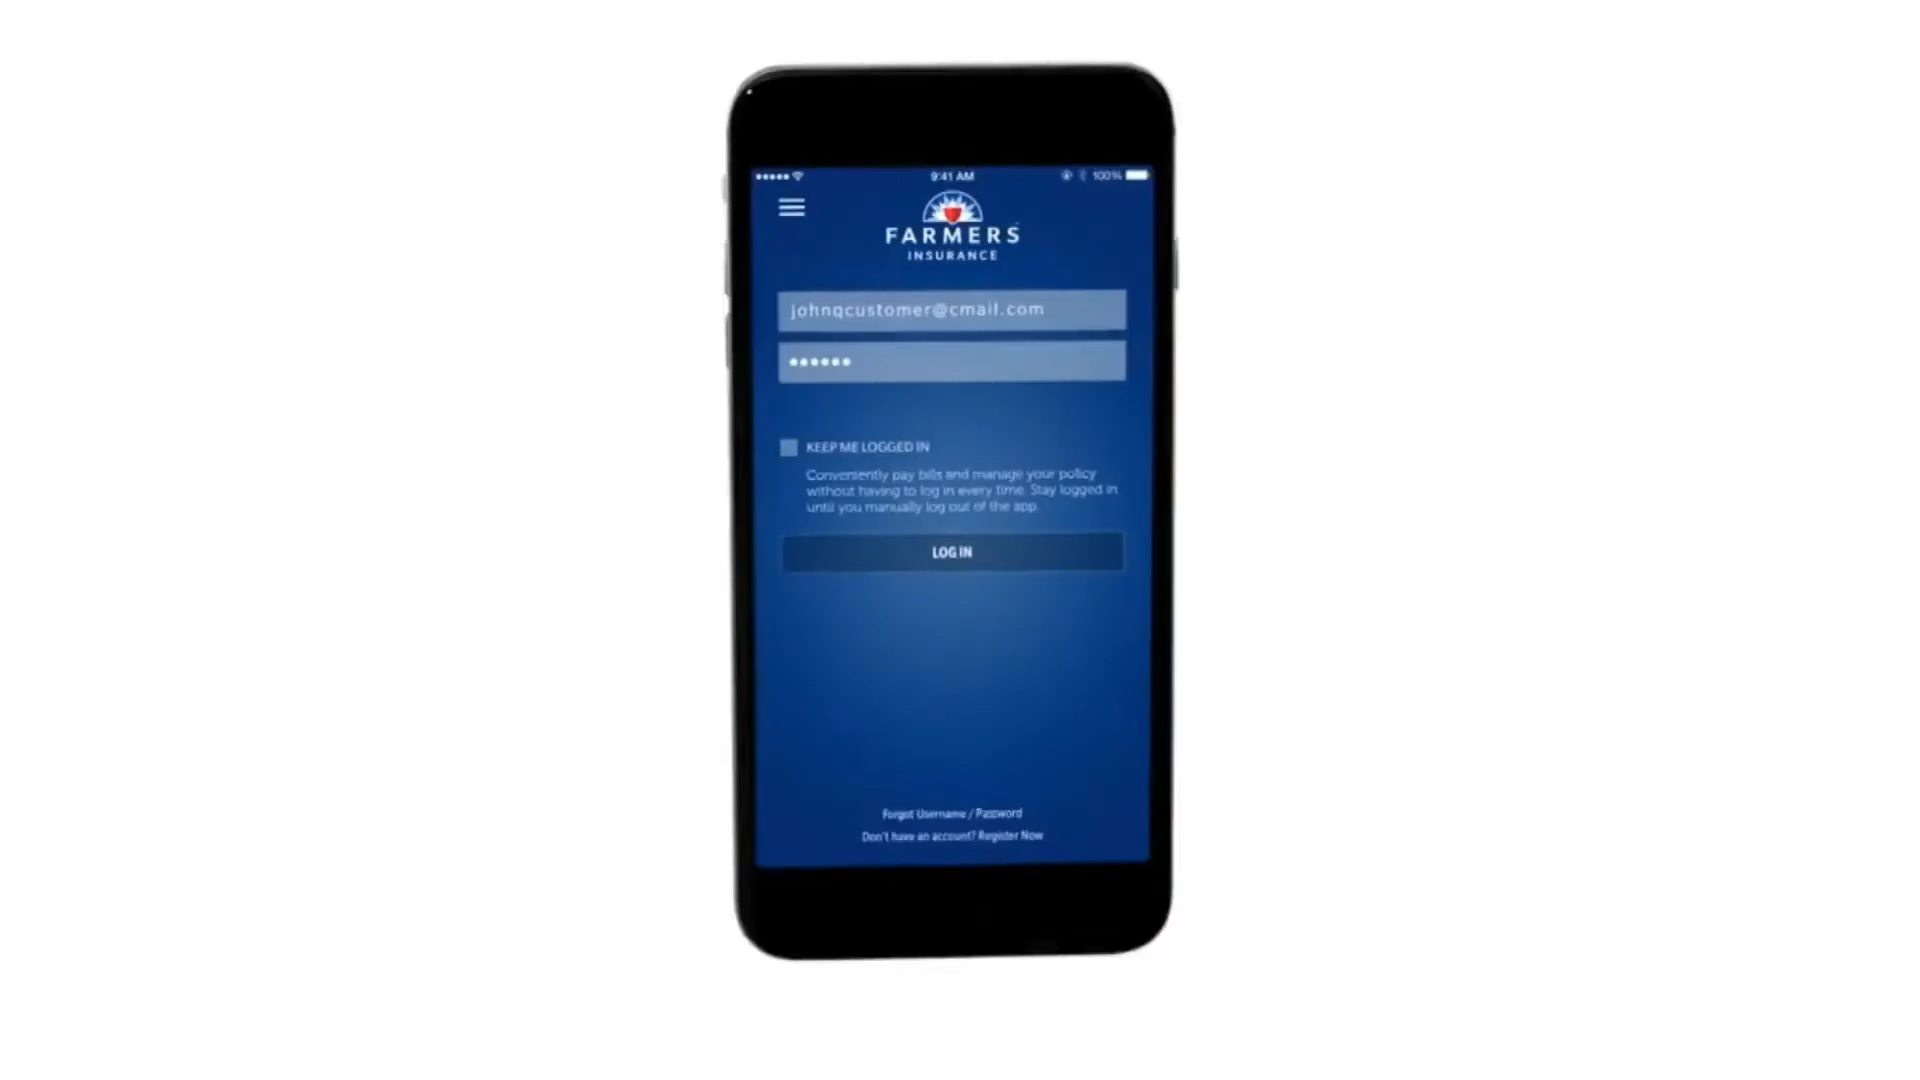 9:41 AM
100%
FARMERS
INSURANCE
johnqcustomer@cmail.com
KEEP ME LOGGED IN
Conveniently pay bills and manage your policy
without having to log in every time. Stay logged in
until you manually log out of the app.
LOG IN
Forgot Username / Password
Don't have an account? Register Now